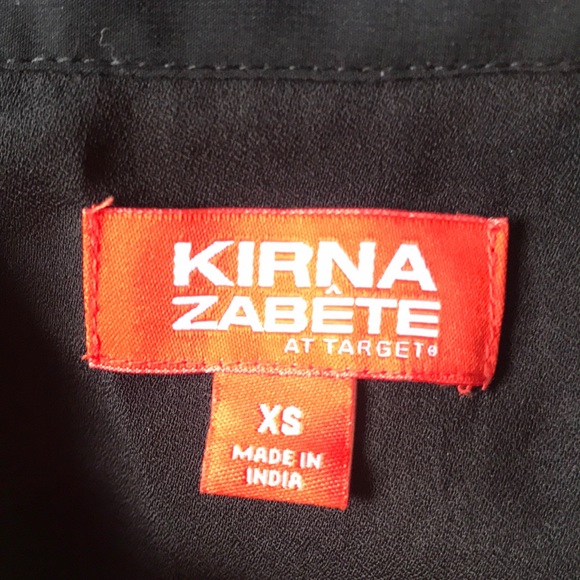 KIRNA
ZABÊTE
AT TARGET®
XS
MADE IN
INDIA